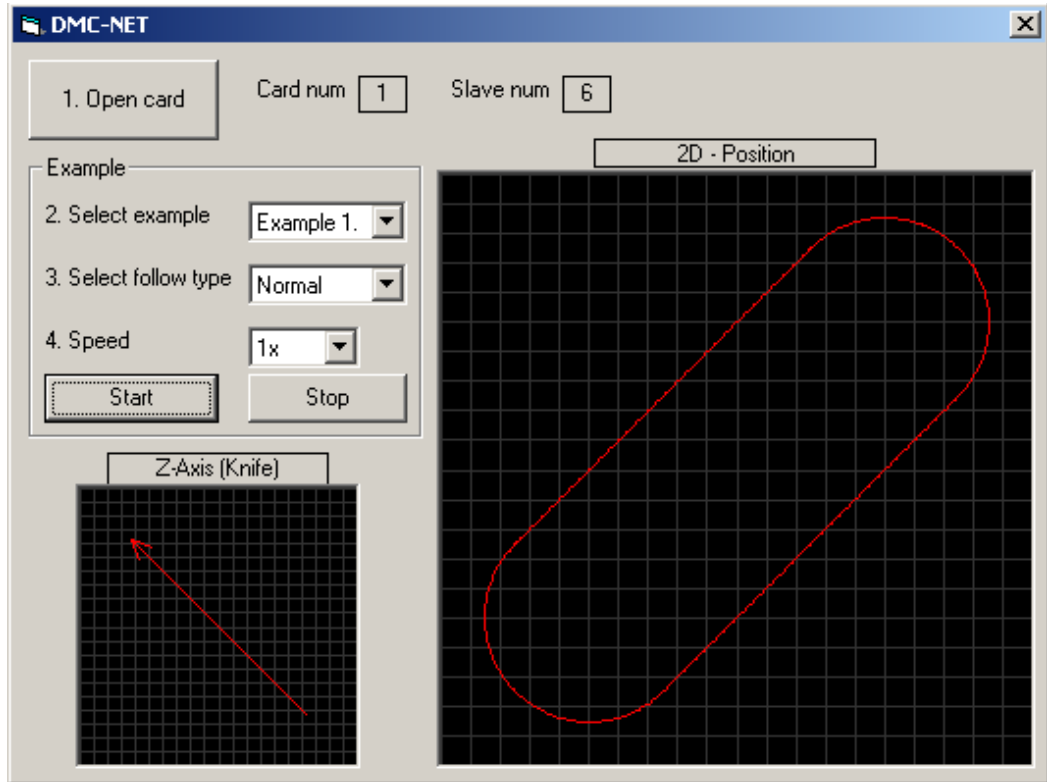 DMC-NET
1. Open card
Card num 1
Slave num 6
Example
2. Select example Example 1.
3. Select follow type Normal
4. Speed 1x
Start Stop
Z-Axis (Knife)
2D - Position